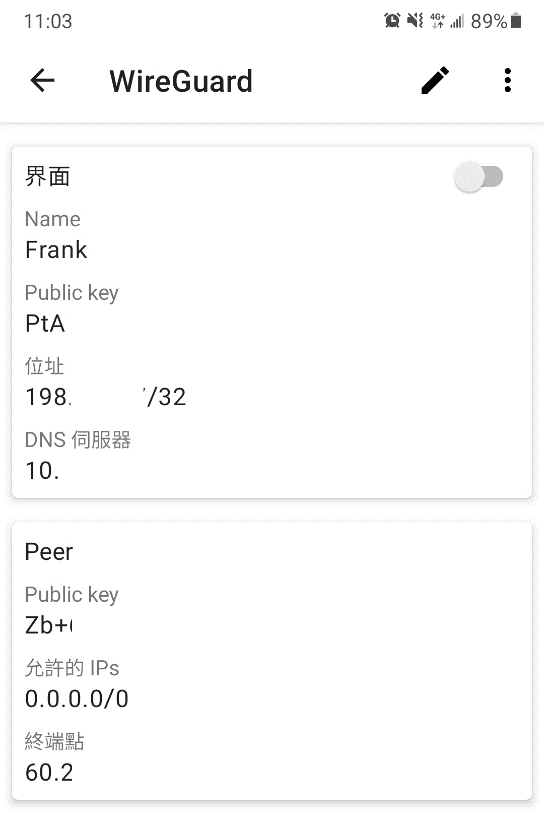 11:03
4G+ 89%
WireGuard
界面
Name
Frank
Public key
PtA
位址
198. /32
DNS 伺服器
10.
Peer
Public key
Zb+
允許的 IPs
0.0.0.0/0
終端點
60.2